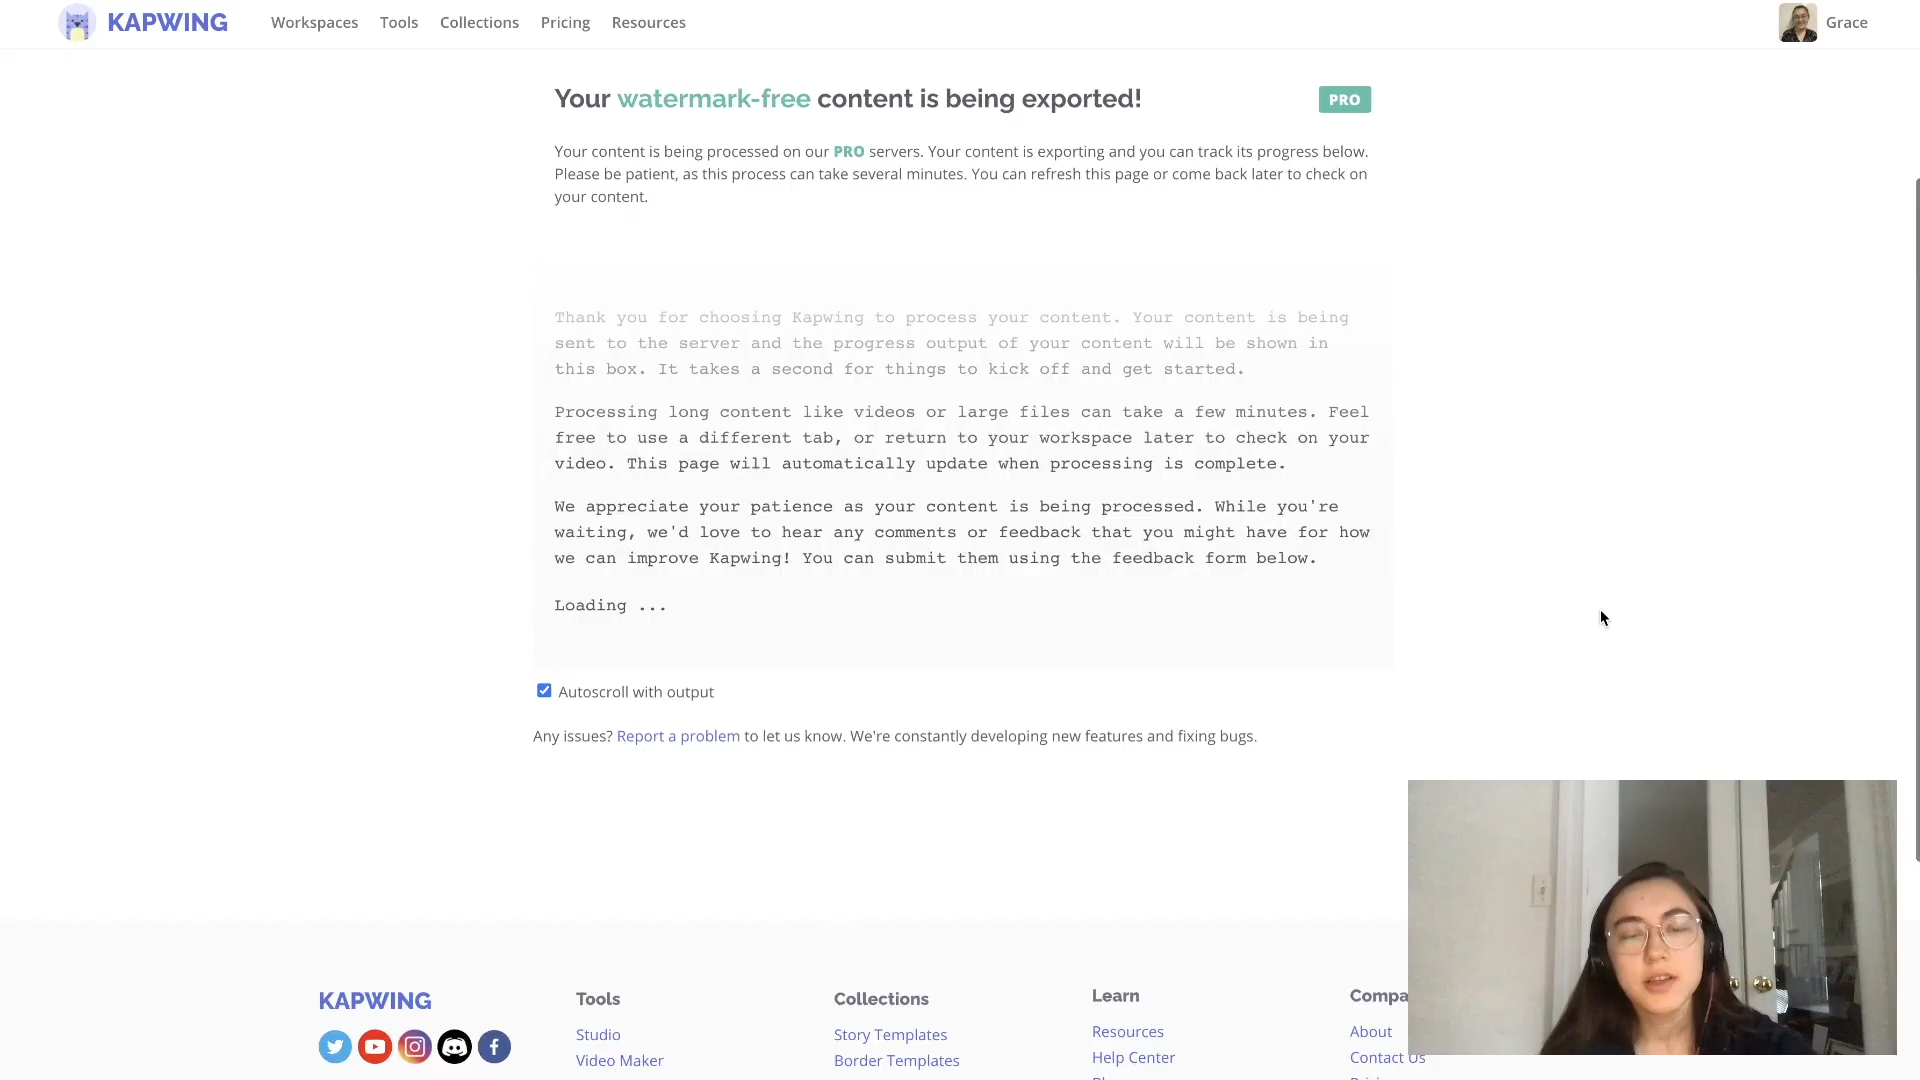 KAPWING
Workspaces Tools Collections Pricing Resources
Grace
Your watermark-free content is being exported!
PRO
Your content is being processed on our PRO servers. Your content is exporting and you can track its progress below.
Please be patient, as this process can take several minutes. You can refresh this page or come back later to check on
your content.
Thank you for choosing Kapwing to process your content. Your content is being
sent to the server and the progress output of your content will be shown in
this box. It takes a second for things to kick off and get started.
Processing long content like videos or large files can take a few minutes. Feel
free to use a different tab, or return to your workspace later to check on your
video. This page will automatically update when processing is complete.
We appreciate your patience as your content is being processed. While you're
waiting, we'd love to hear any comments or feedback that you might have for how
we can improve Kapwing! You can submit them using the feedback form below.
Loading ...
Autoscroll with output
Any issues? Report a problem to let us know. We're constantly developing new features and fixing bugs.
KAPWING
Tools
Studio
Video Maker
Collections
Story Templates
Border Templates
Learn
Resources
Help Center
Compa
About
Contact Us